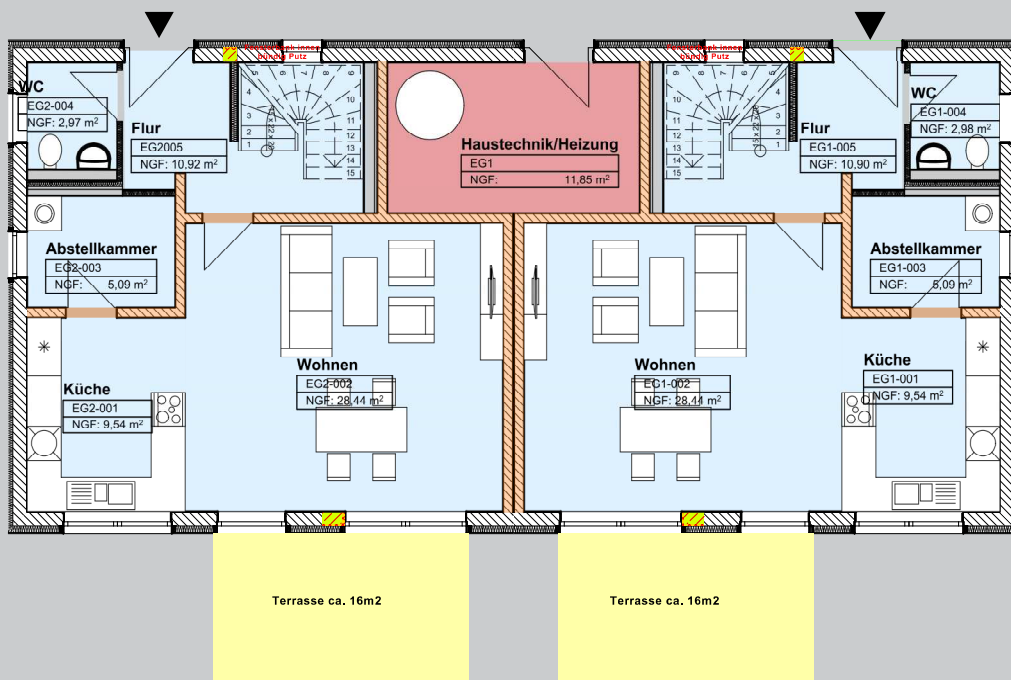 bündig Putz
bündig Putz
WC
EG2-004
NGF: 2,97 m²
Flur
EG2005
NGF: 10,92 m²
Haustechnik/Heizung
EG1
NGF: 11,85 m²
Flur
EG1-005
NGF: 10,90 m²
WC
EG1-004
NGF: 2,98 m²
Abstellkammer
EG2-003
NGF: 5,09 m²
Abstellkammer
EG1-003
NGF: 5,09 m²
Wohnen
EG2-002
NGF: 28,44 m²
Wohnen
EG1-002
NGF: 28,44 m²
Küche
EG2-001
NGF: 9,54 m²
Küche
EG1-001
NGF: 9,54 m²
Terrasse ca. 16m2
Terrasse ca. 16m2